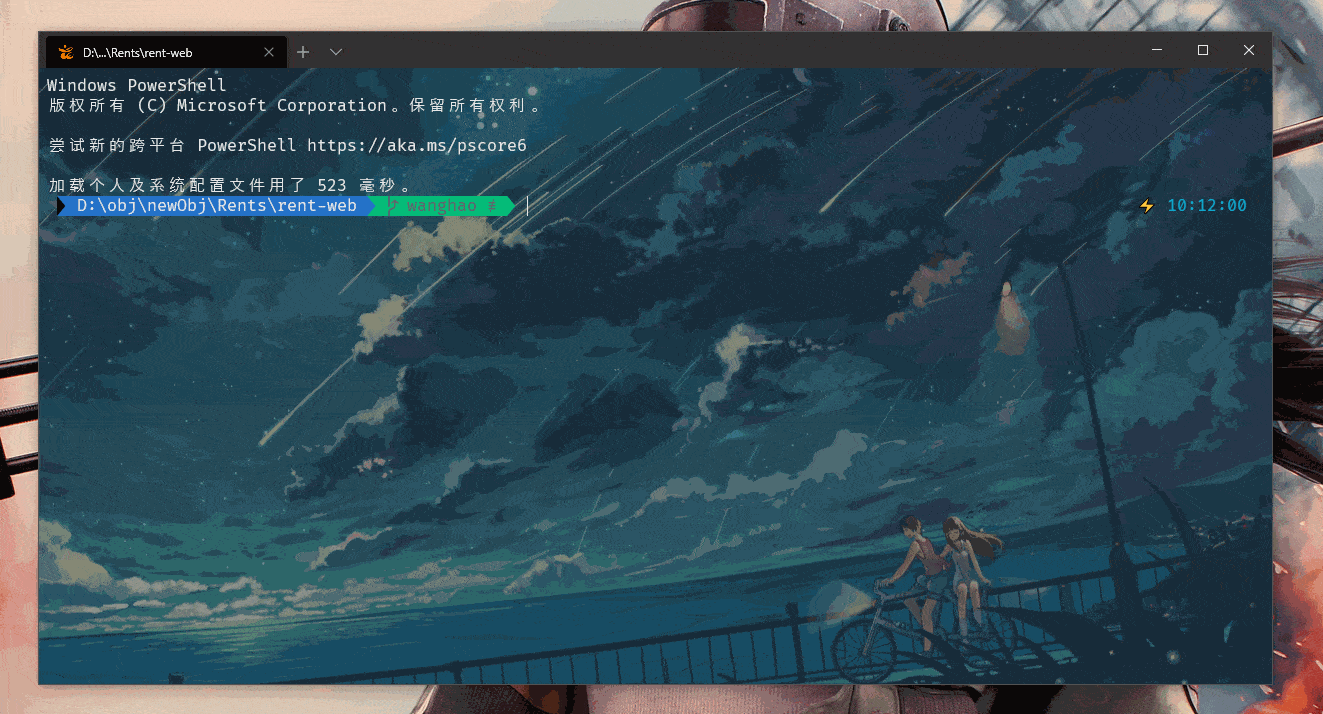 D:\...\Rents\rent-web
Windows PowerShell
版权所有 (C) Microsoft Corporation。保留所有权利。
尝试新的跨平台 PowerShell https://aka.ms/pscore6
加载个人及系统配置文件用了 523 毫秒。
D:\obj\newObj\Rents\rent-web wanghao ≢ ⚡ 10:12:00